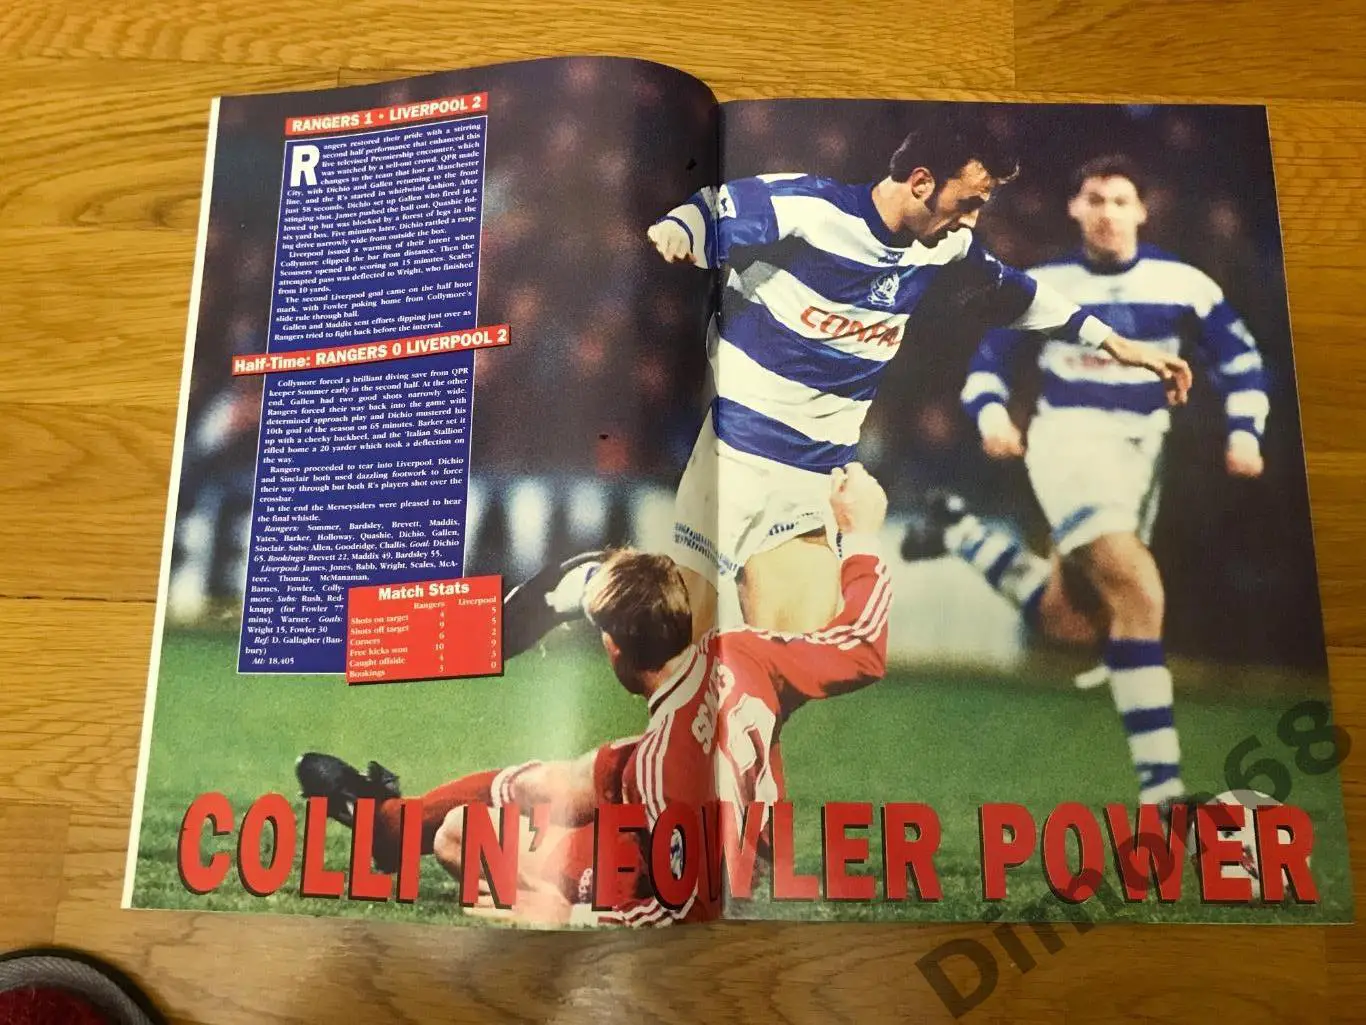 RANGERS 1 • LIVERPOOL 2
Rangers restored their pride with a stirring
second half performance that enhanced this
live televised Premiership encounter, which
was watched by a sell-out crowd. QPR made
changes to the team that lost at Manchester
City, with Dichio and Gallen returning to the front
line, and the R's started in whirlwind fashion. After
just 58 seconds, Dichio set up Gallen who fired in a
stinging shot. James pushed the ball out, Quashie fol-
lowed up but was blocked by a forest of legs in the
six yard box. Five minutes later, Dichio rattled a rasp-
ing drive narrowly wide from outside the box.
Liverpool issued a warning of their intent when
Collymore clipped the bar from distance. Then the
Scousers opened the scoring on 15 minutes. Scales'
attempted pass was deflected to Wright, who finished
from 10 yards.
The second Liverpool goal came on the half hour
mark, with Fowler poking home from Collymore's
slide rule through ball.
Gallen and Maddix sent efforts dipping just over as
Rangers tried to fight back before the interval.
Half-Time: RANGERS 0 LIVERPOOL 2
Collymore forced a brilliant diving save from QPR
keeper Sommer early in the second half. At the other
end, Gallen had two good shots narrowly wide.
Rangers forced their way back into the game with
determined approach play and Dichio mustered his
10th goal of the season on 65 minutes. Barker set it
up with a cheeky backheel, and the 'Italian Stallion'
rifled home a 20 yarder which took a deflection on
the way.
Rangers proceeded to tear into Liverpool. Dichio
and Sinclair both used dazzling footwork to force
their way through but both R's players shot over the
crossbar.
In the end the Merseysiders were pleased to hear
the final whistle.
Rangers: Sommer, Bardsley, Brevett, Maddix,
Yates, Barker, Holloway, Quashie, Dichio, Gallen,
Sinclair. Subs: Allen, Goodridge, Challis. Goal: Dichio
65. Bookings: Brevett 22, Maddix 49, Bardsley 55.
Liverpool: James, Jones, Babb, Wright, Scales, McA-
teer, Thomas, McManaman,
Barnes, Fowler, Colly-
more. Subs: Rush, Red-
knapp (for Fowler 77
mins), Warner. Goals:
Wright 15, Fowler 30
Ref: D. Gallagher (Ban-
bury)
Att: 18,405
Match Stats
Rangers Liverpool
Shots on target 4 5
Shots off target 9 5
Corners 6 2
Free kicks won 10 9
Caught offside 4 3
Bookings 3 0
COMPAQ
COLLI N' FOWLER POWER
Dimon68